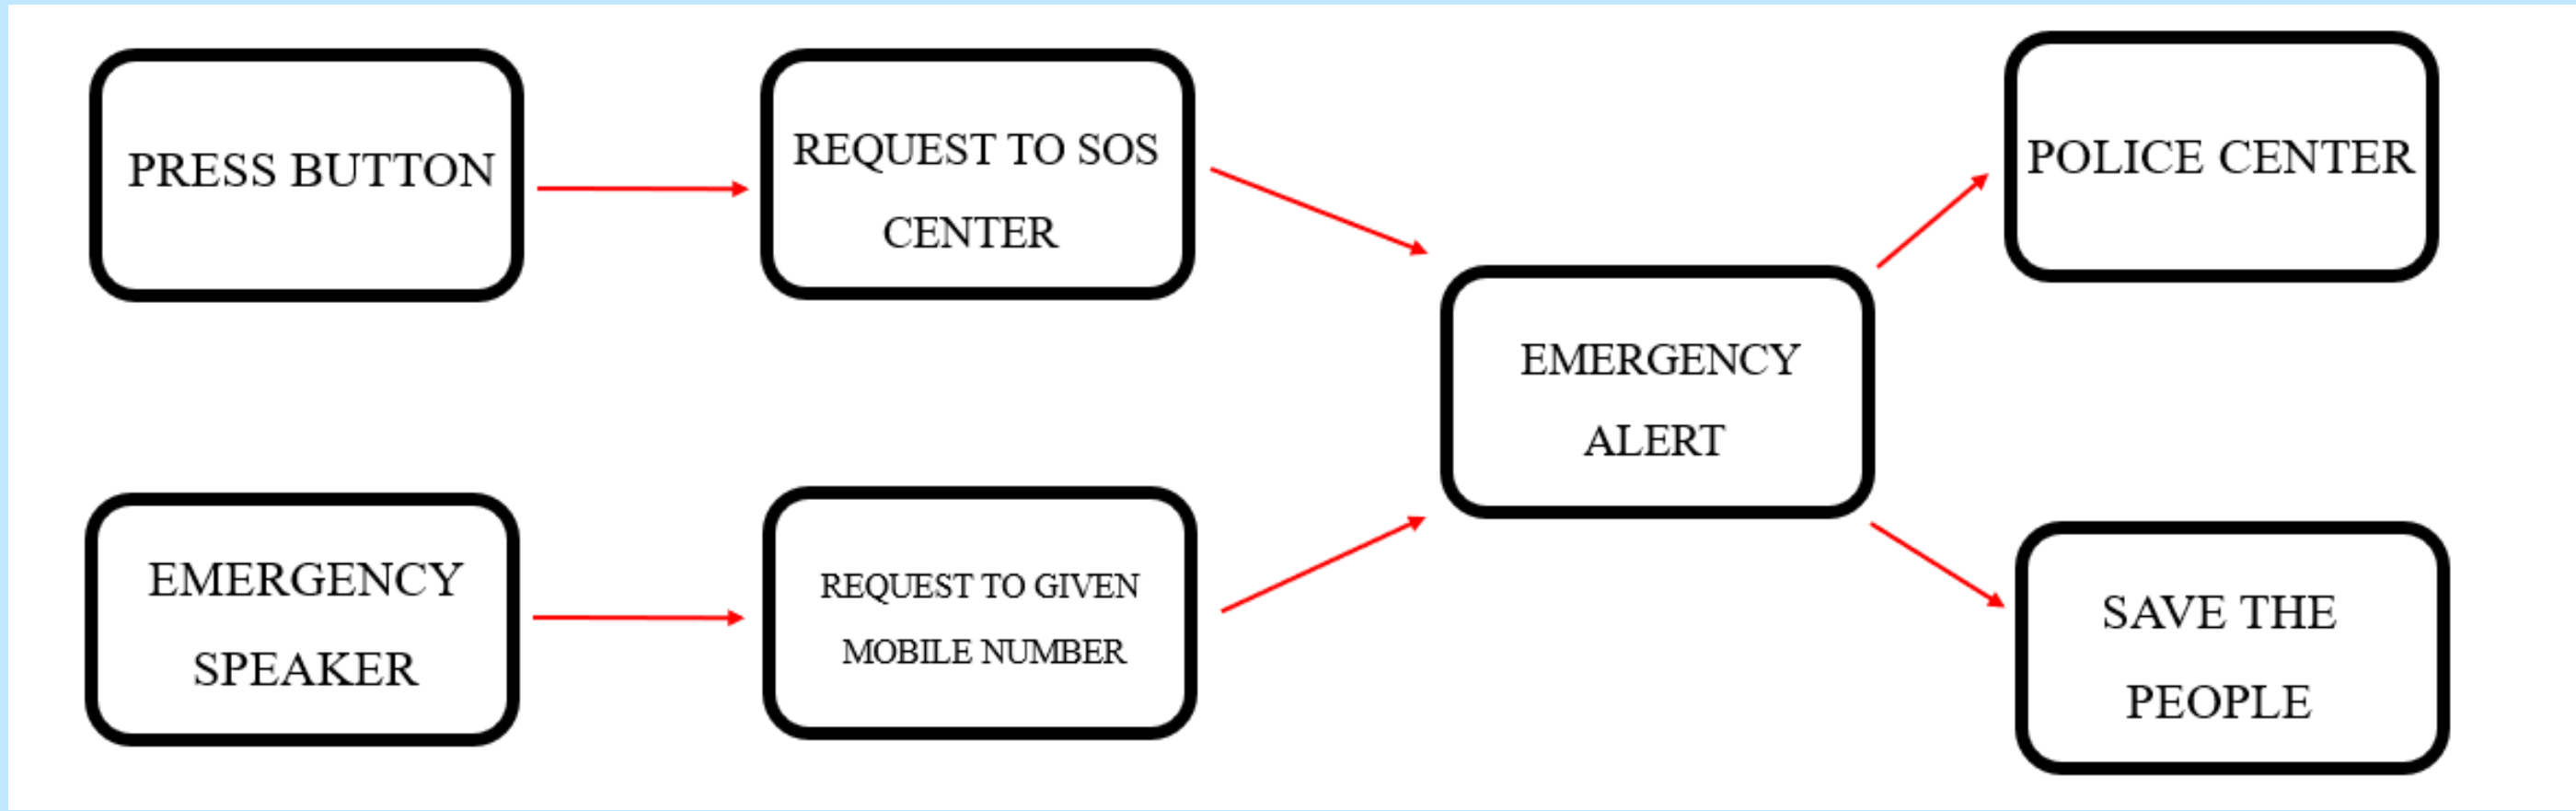 PRESS BUTTON
REQUEST TO SOS
CENTER
POLICE CENTER
EMERGENCY
ALERT
EMERGENCY
SPEAKER
REQUEST TO GIVEN
MOBILE NUMBER
SAVE THE
PEOPLE